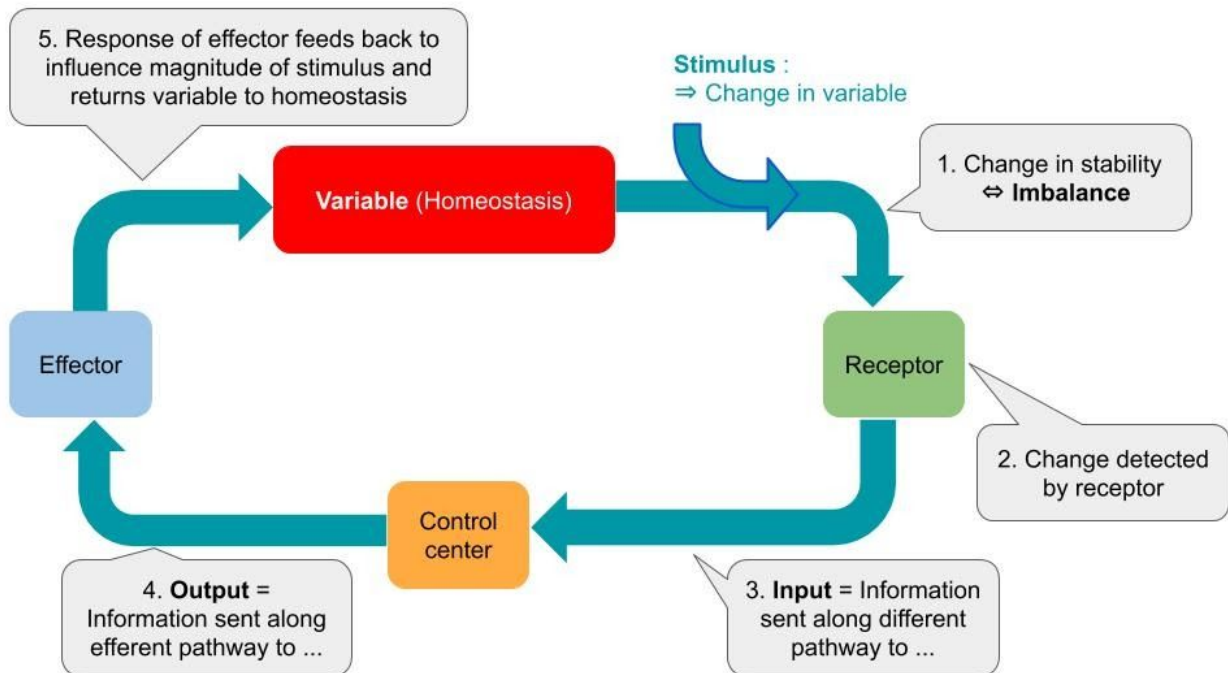 5. Response of effector feeds back to
influence magnitude of stimulus and
returns variable to homeostasis
Stimulus :
⇒ Change in variable
1. Change in stability
⇔ Imbalance
Variable (Homeostasis)
Effector
Receptor
2. Change detected
by receptor
Control
center
4. Output =
Information sent along
efferent pathway to ...
3. Input = Information
sent along different
pathway to ...